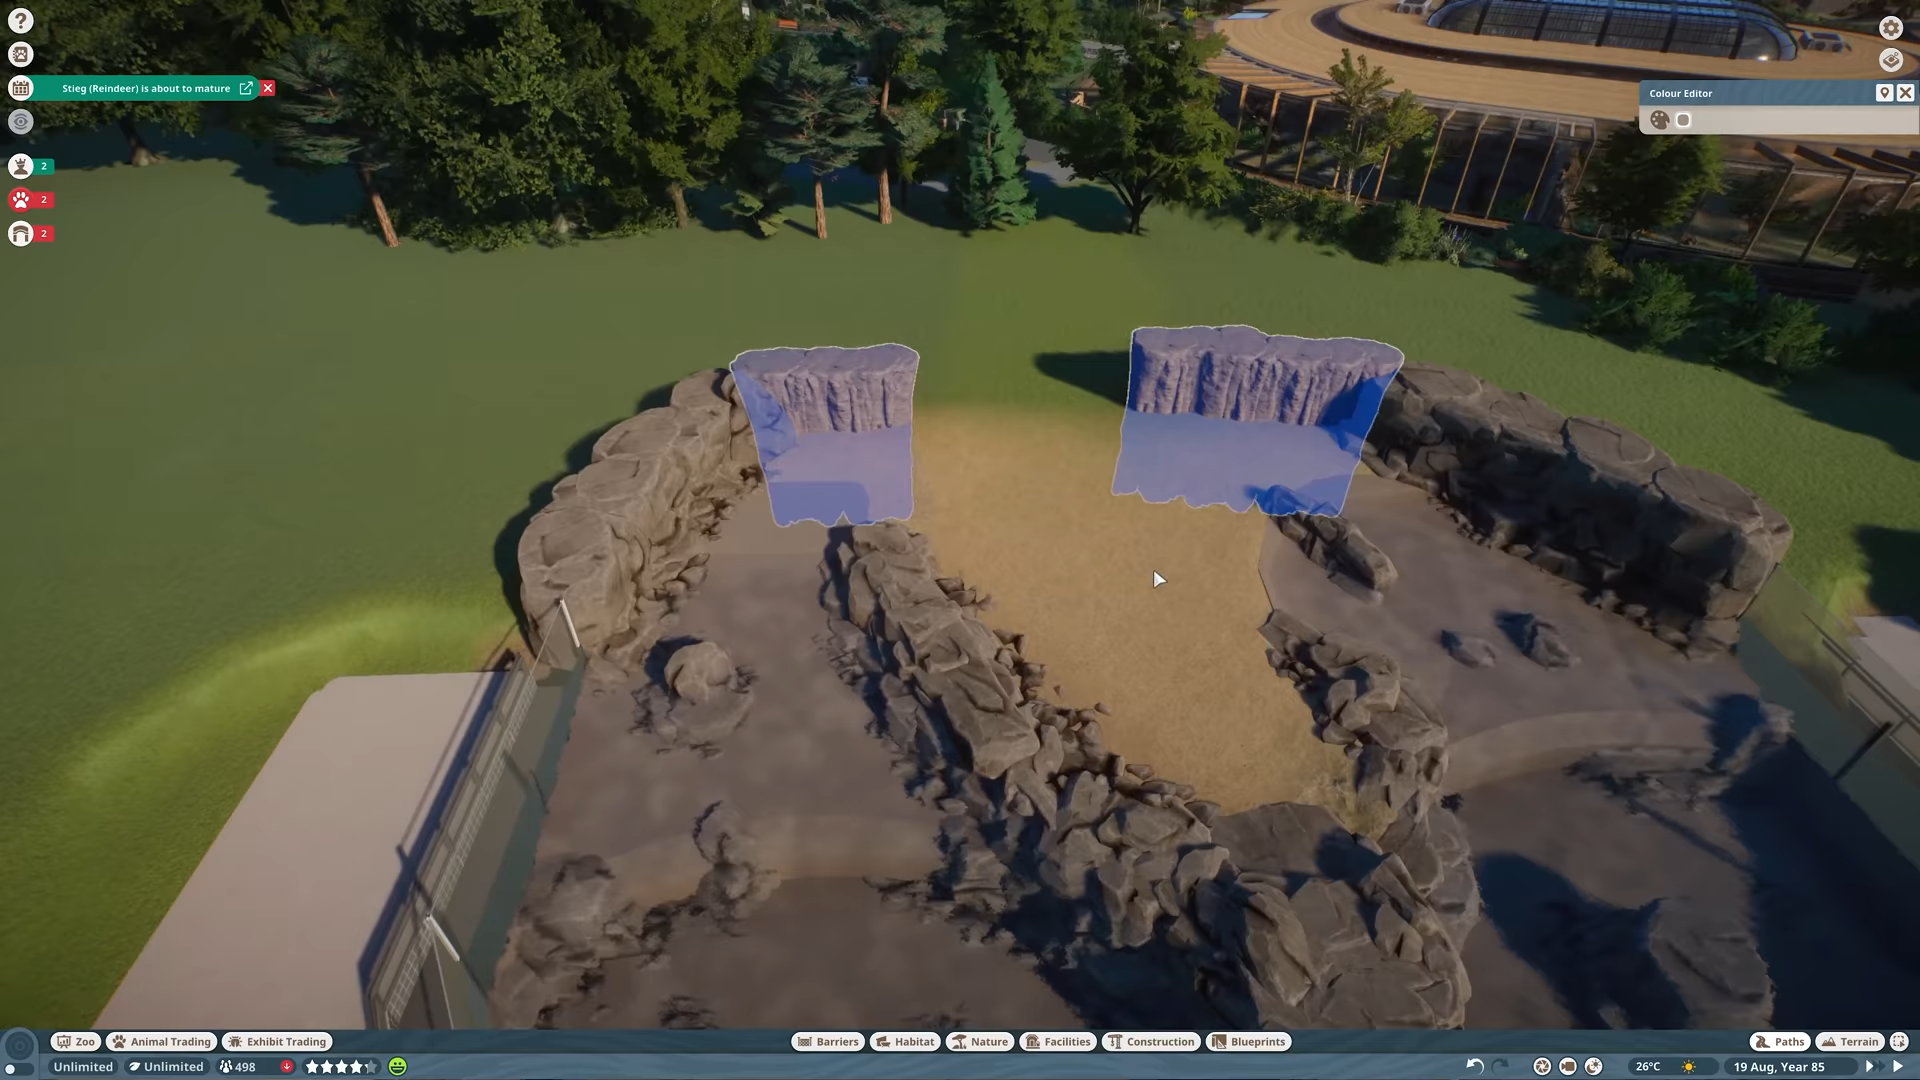 ?
Stieg (Reindeer) is about to mature
2
2
2
Colour Editor
Zoo
Animal Trading
Exhibit Trading
Barriers
Habitat
Nature
Facilities
Construction
Blueprints
Paths
Terrain
Unlimited
Unlimited
498
26°C
19 Aug, Year 85